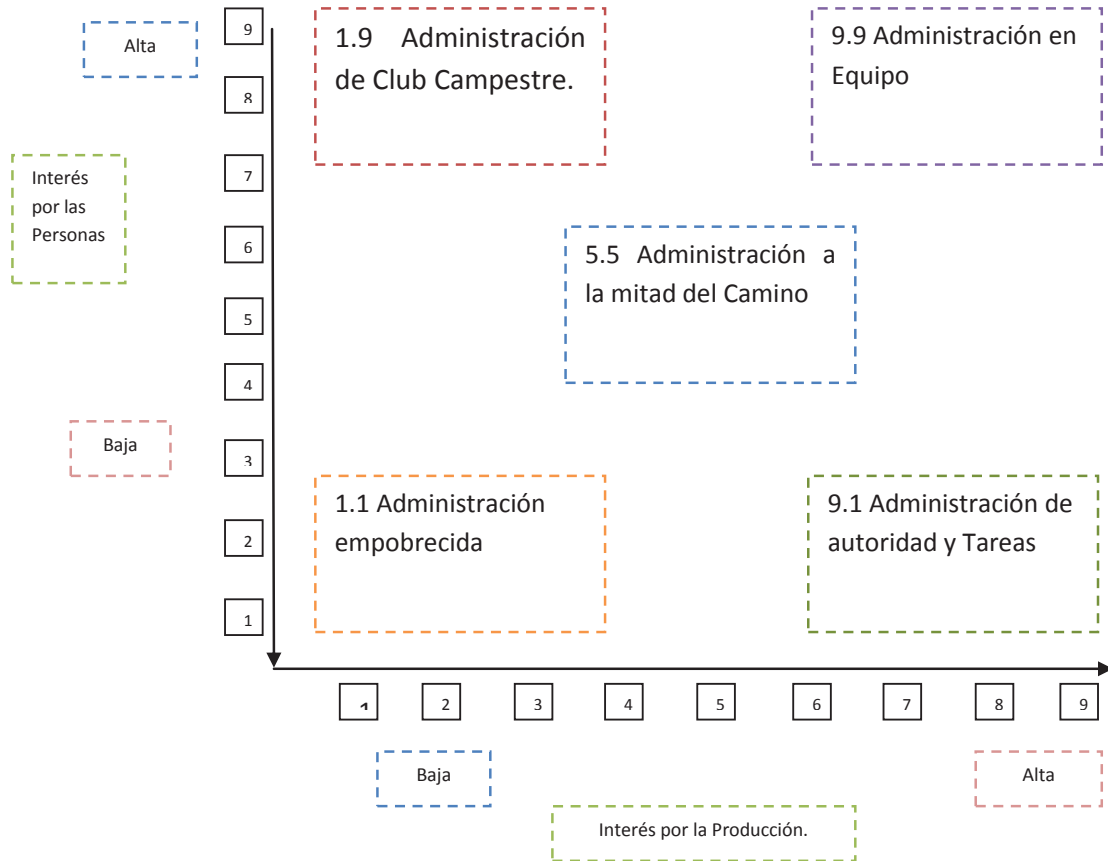 9
Alta
1.9 Administración
de Club Campestre.
9.9 Administración en
Equipo
8
7
Interés
por las
Personas
6
5.5 Administración a
la mitad del Camino
5
4
Baja
3
1.1 Administración
empobrecida
9.1 Administración de
autoridad y Tareas
2
1
1 2 3 4 5 6 7 8 9
Baja
Alta
Interés por la Producción.